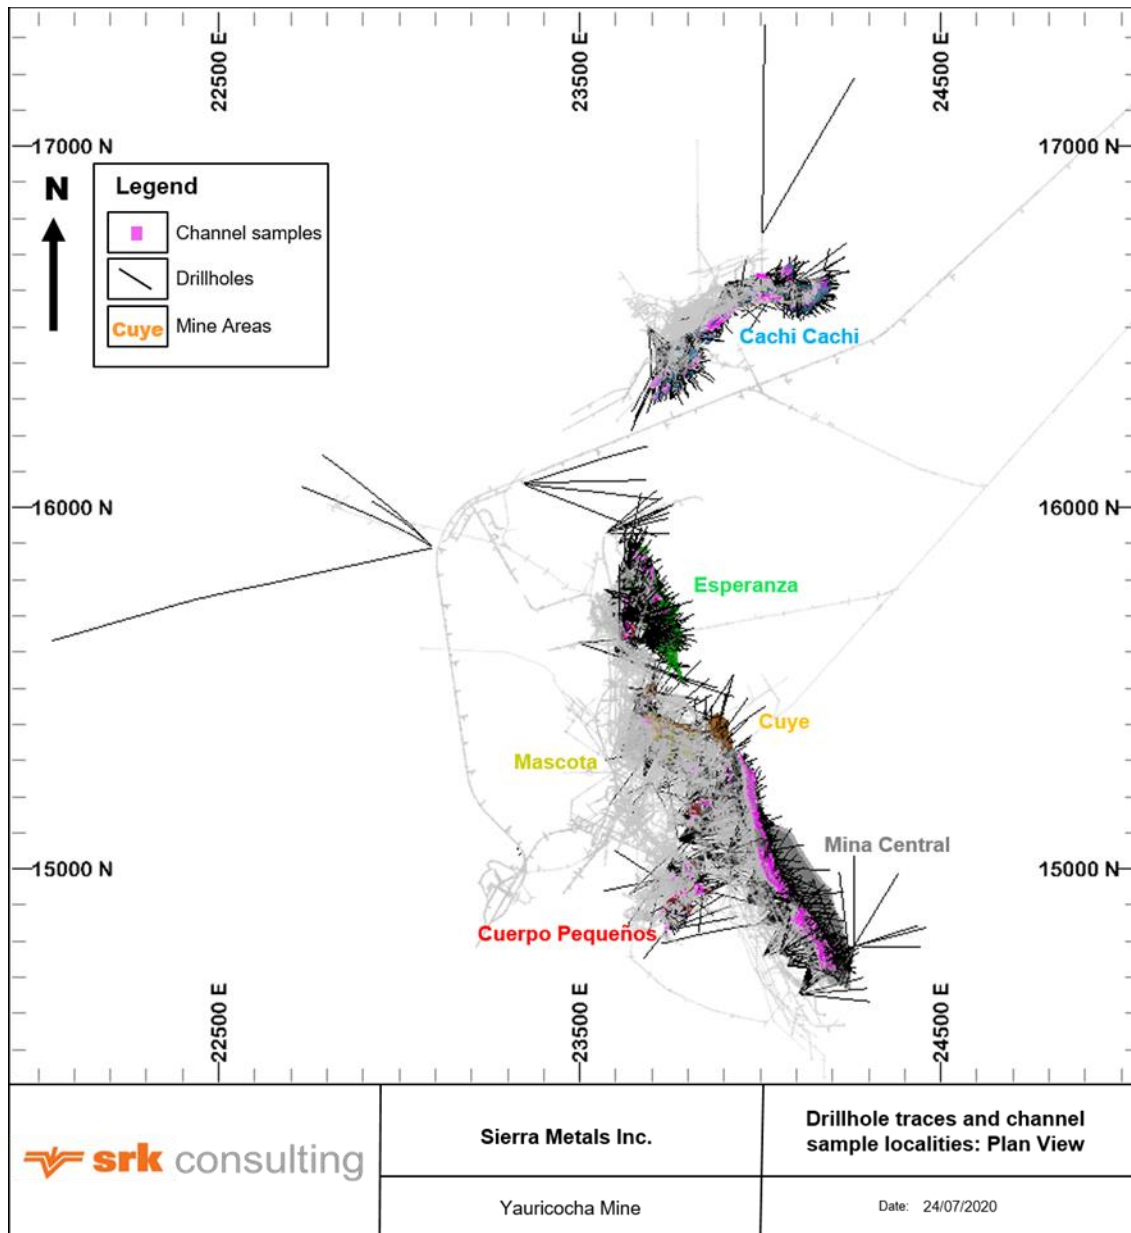 22500 E
23500 E
24500 E
17000 N
17000 N
N
Legend
Channel samples
Drillholes
Cuye
Mine Areas
Cachi Cachi
16000 N
16000 N
Esperanza
Cuye
Mascota
Mina Central
15000 N
15000 N
Cuerpo Pequeños
22500 E
23500 E
24500 E
srk consulting
Sierra Metals Inc.
Drillhole traces and channel
sample localities: Plan View
Yauricocha Mine
Date: 24/07/2020